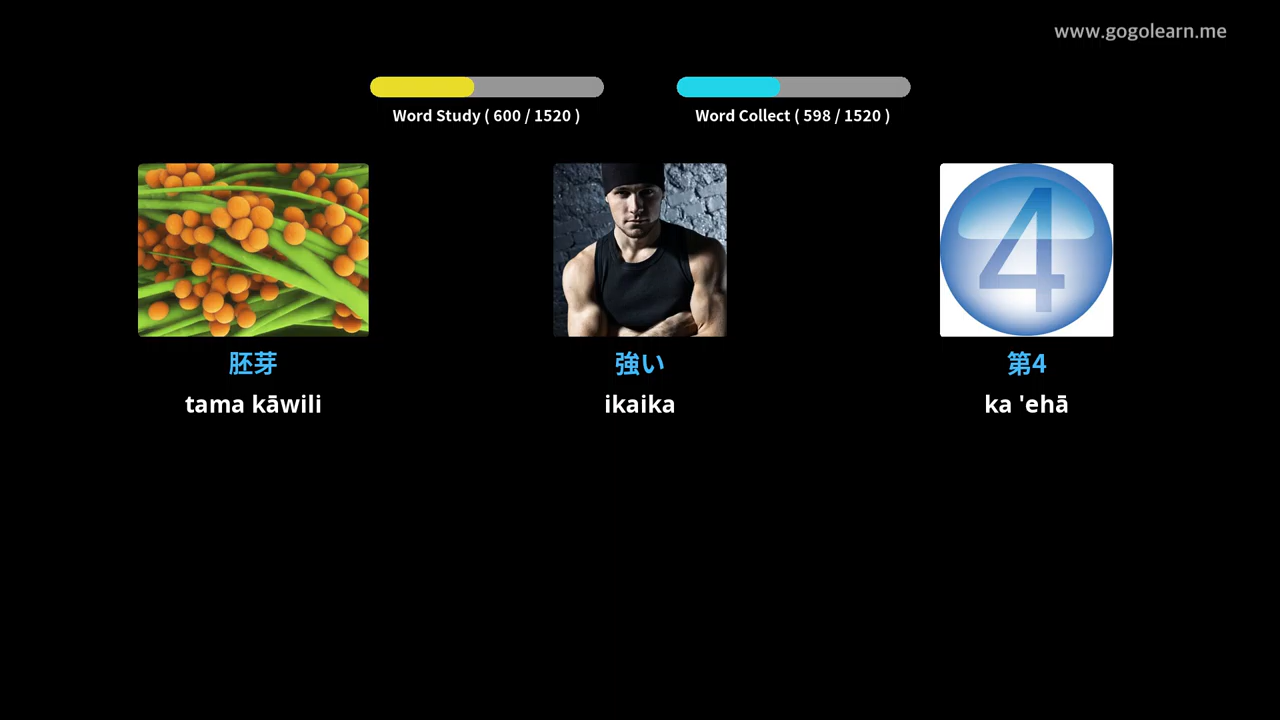 www.gogolearn.me
Word Study ( 600 / 1520 )
Word Collect ( 598 / 1520 )
4
胚芽
強い
第4
tama kāwili
ikaika
ka 'ehā